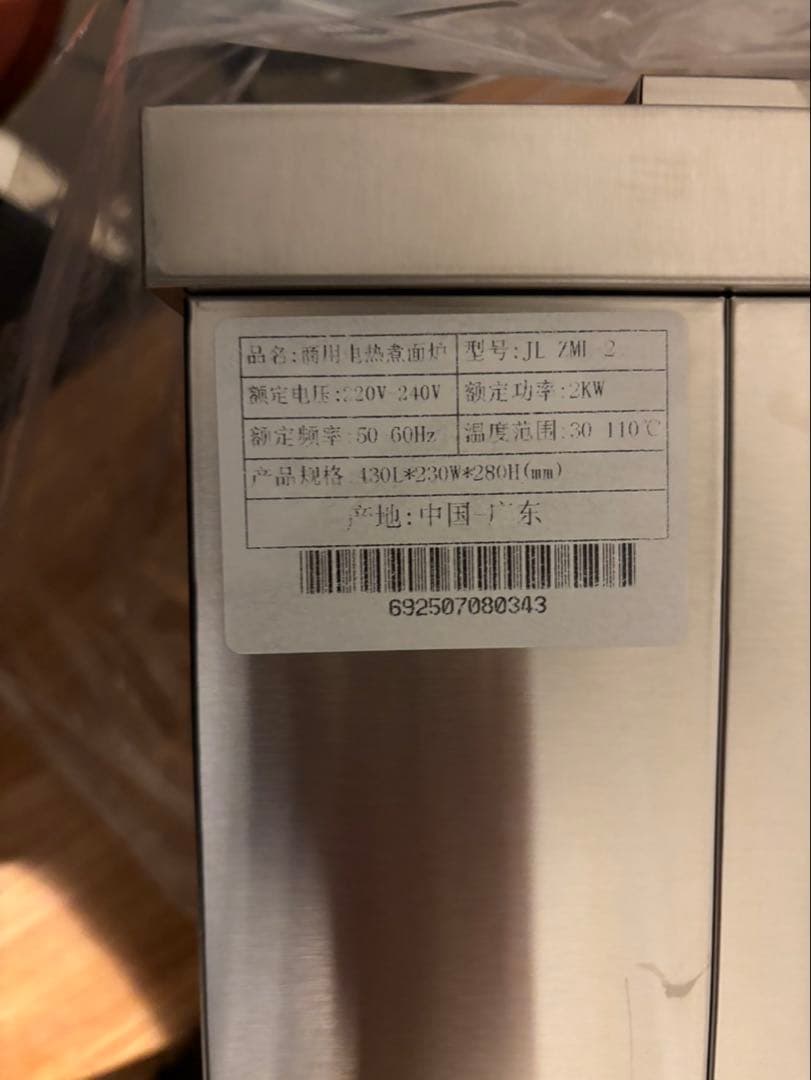 品名:商用电热煮面炉 型号:JL ZML 2
额定电压:220V 240V 额定功率:2KW
额定频率:50 60Hz 温度范围:30 110℃
产品规格:430L*230W*280H(mm)
产地:中国-广东
692507080343